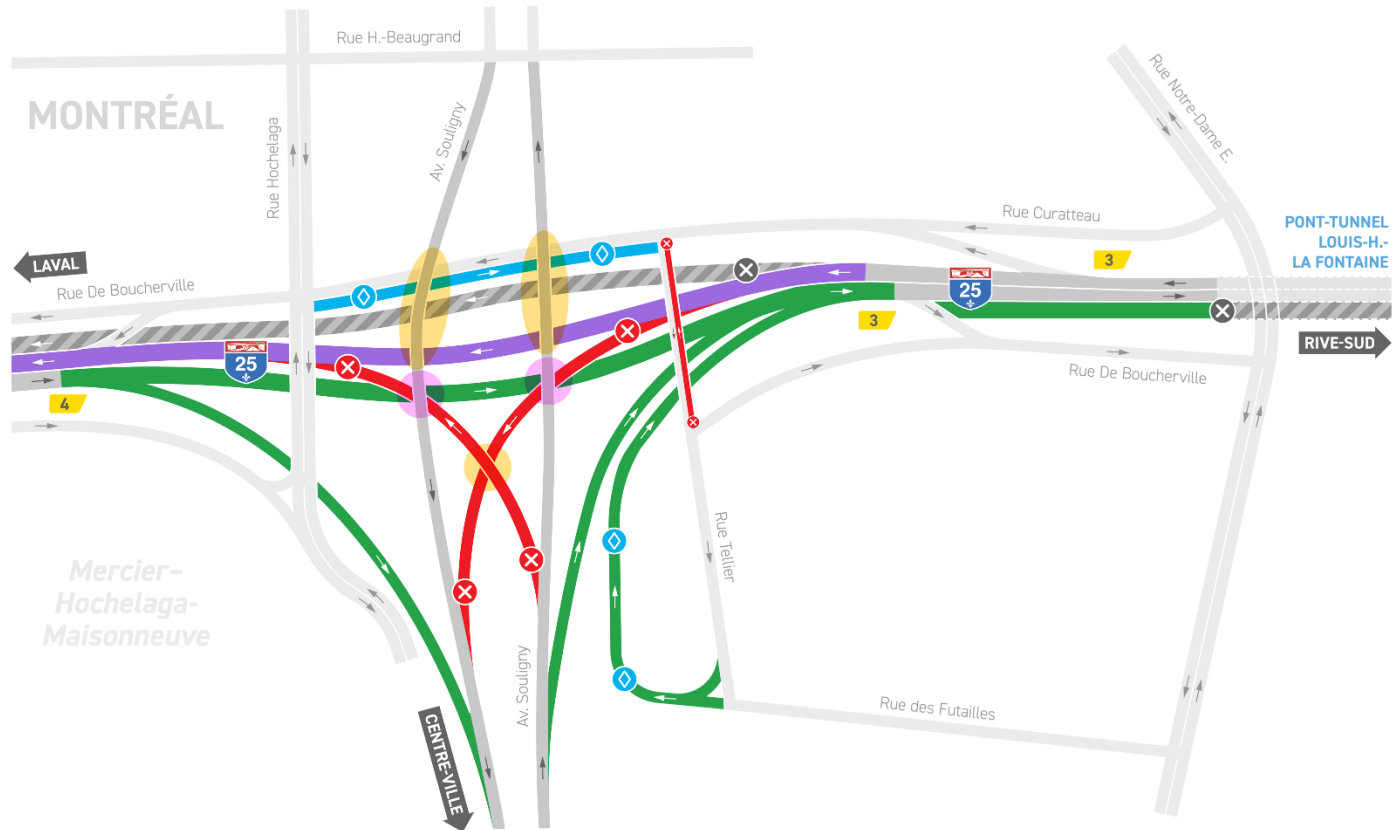 Rue H.-Beaugrand
MONTRÉAL
Rue Hochelaga
Av. Souligny
Rue Notre-Dame E.
Rue Curatteau
PONT-TUNNEL
LOUIS-H.-
LA FONTAINE
LAVAL
Rue De Boucherville
3
25
3
RIVE-SUD
25
Rue De Boucherville
4
Rue Tellier
Mercier–
Hochelaga-
Maisonneuve
Av. Souligny
Rue des Futailles
CENTRE-VILLE